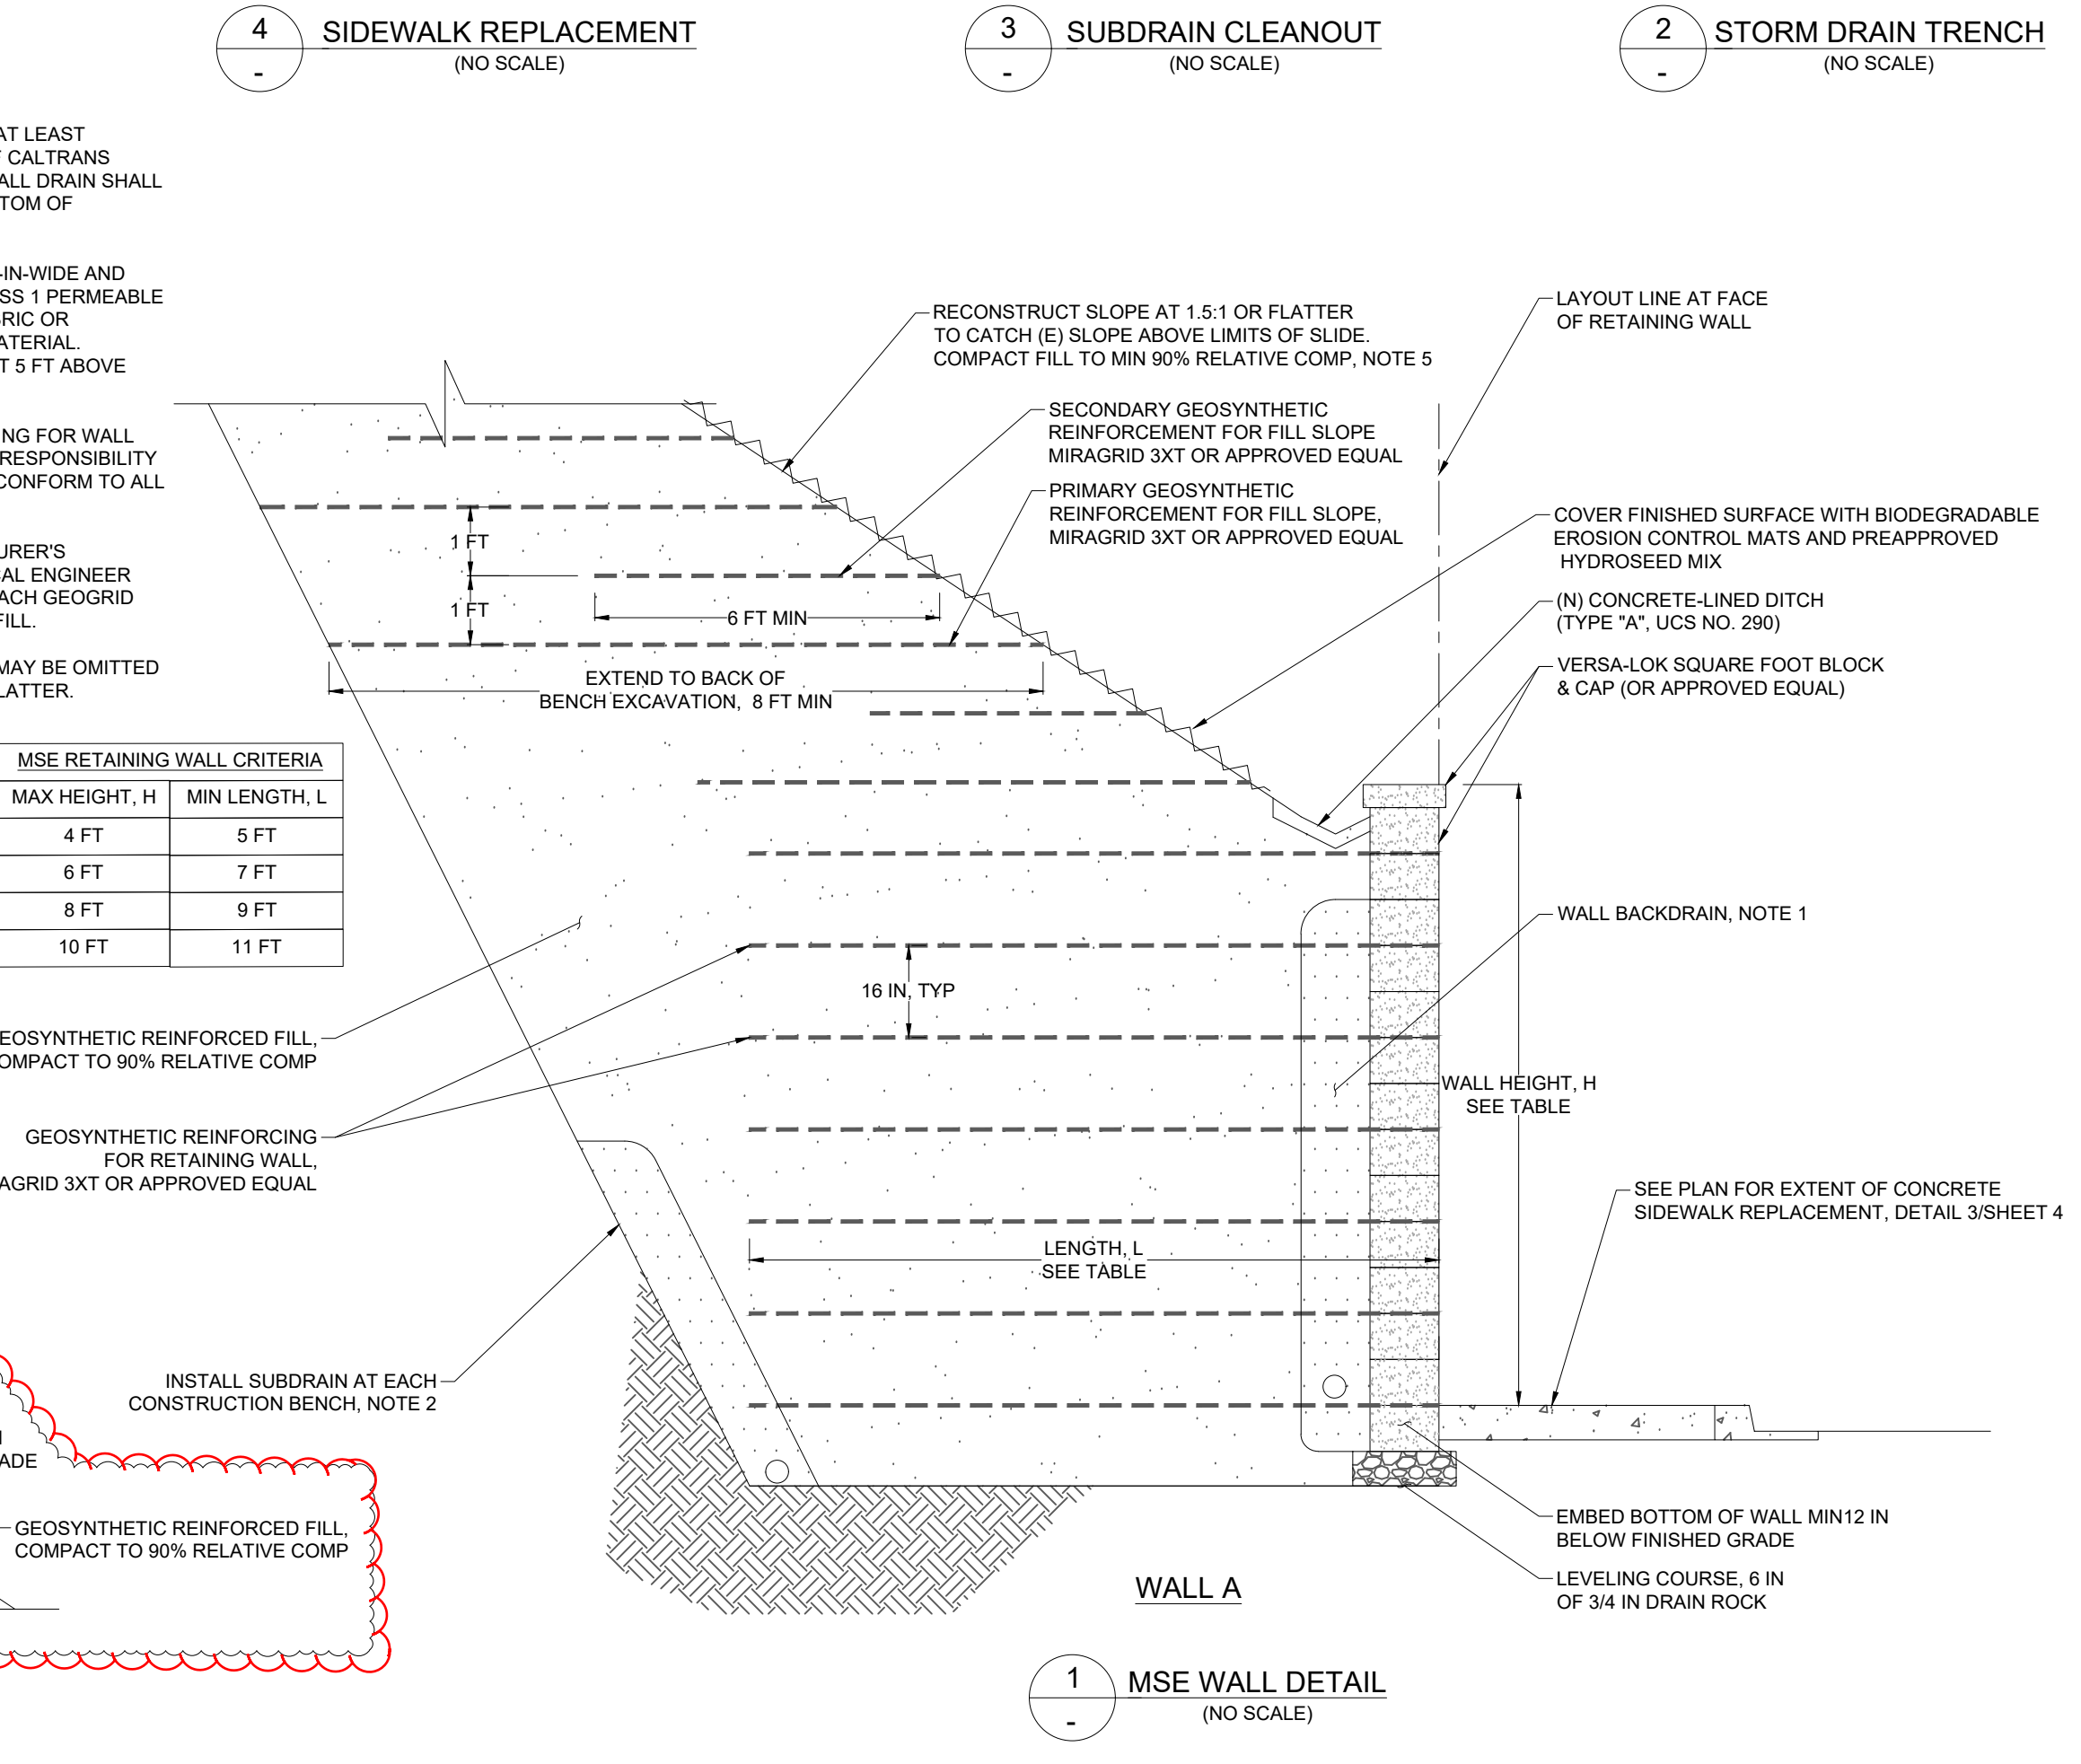 4
-
SIDEWALK REPLACEMENT
(NO SCALE)
3
-
SUBDRAIN CLEANOUT
(NO SCALE)
2
-
STORM DRAIN TRENCH
(NO SCALE)
AT LEAST
CALTRANS
ALL DRAIN SHALL
TOM OF
-IN-WIDE AND
SS 1 PERMEABLE
BRIC OR
ATERIAL.
T 5 FT ABOVE
ING FOR WALL
RESPONSIBILITY
CONFORM TO ALL
URER'S
CAL ENGINEER
ACH GEOGRID
FILL.
MAY BE OMITTED
LATTER.
RECONSTRUCT SLOPE AT 1.5:1 OR FLATTER
TO CATCH (E) SLOPE ABOVE LIMITS OF SLIDE.
COMPACT FILL TO MIN 90% RELATIVE COMP, NOTE 5
SECONDARY GEOSYNTHETIC
REINFORCEMENT FOR FILL SLOPE
MIRAGRID 3XT OR APPROVED EQUAL
PRIMARY GEOSYNTHETIC
REINFORCEMENT FOR FILL SLOPE,
MIRAGRID 3XT OR APPROVED EQUAL
LAYOUT LINE AT FACE
OF RETAINING WALL
COVER FINISHED SURFACE WITH BIODEGRADABLE
EROSION CONTROL MATS AND PREAPPROVED
HYDROSEED MIX
(N) CONCRETE-LINED DITCH
(TYPE "A", UCS NO. 290)
VERSA-LOK SQUARE FOOT BLOCK
& CAP (OR APPROVED EQUAL)
1 FT
1 FT
6 FT MIN
EXTEND TO BACK OF
BENCH EXCAVATION, 8 FT MIN
MSE RETAINING WALL CRITERIA
MAX HEIGHT, H MIN LENGTH, L
4 FT 5 FT
6 FT 7 FT
8 FT 9 FT
10 FT 11 FT
WALL BACKDRAIN, NOTE 1
16 IN, TYP
EOSYNTHETIC REINFORCED FILL,
OMPACT TO 90% RELATIVE COMP
WALL HEIGHT, H
SEE TABLE
GEOSYNTHETIC REINFORCING
FOR RETAINING WALL,
AGRID 3XT OR APPROVED EQUAL
SEE PLAN FOR EXTENT OF CONCRETE
SIDEWALK REPLACEMENT, DETAIL 3/SHEET 4
LENGTH, L
SEE TABLE
INSTALL SUBDRAIN AT EACH
CONSTRUCTION BENCH, NOTE 2
ADE
GEOSYNTHETIC REINFORCED FILL,
COMPACT TO 90% RELATIVE COMP
EMBED BOTTOM OF WALL MIN12 IN
BELOW FINISHED GRADE
LEVELING COURSE, 6 IN
OF 3/4 IN DRAIN ROCK
WALL A
1
-
MSE WALL DETAIL
(NO SCALE)